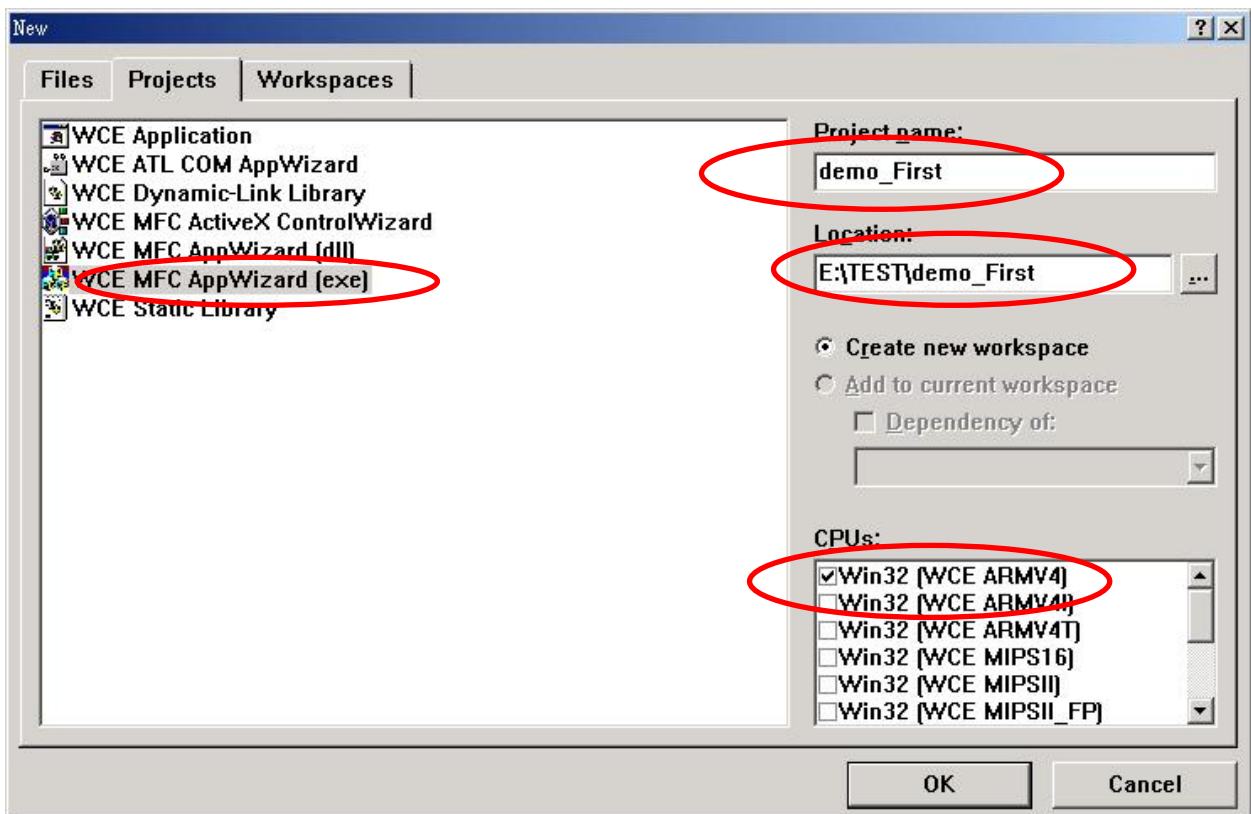 New
Files Projects Workspaces
WCE Application
WCE ATL COM AppWizard
WCE Dynamic-Link Library
WCE MFC ActiveX ControlWizard
WCE MFC AppWizard (dll)
WCE MFC AppWizard (exe)
WCE Static Library
Project name:
demo_First
Location:
E:\TEST\demo_First
...
Create new workspace
Add to current workspace
Dependency of:
CPUs:
Win32 (WCE ARMV4)
Win32 (WCE ARMV4I)
Win32 (WCE ARMV4T)
Win32 (WCE MIPS16)
Win32 (WCE MIPSII)
Win32 (WCE MIPSII_FP)
OK Cancel